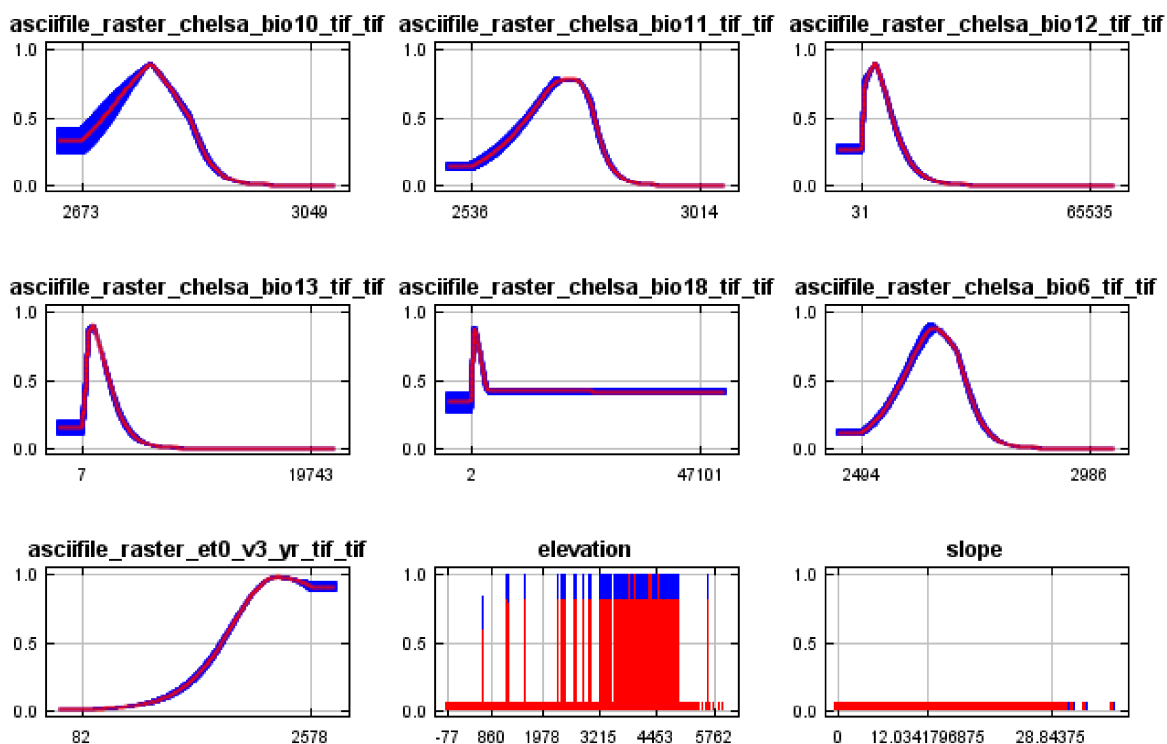 asciifile_raster_chelsa_bio10_tif_tif
asciifile_raster_chelsa_bio11_tif_tif
asciifile_raster_chelsa_bio12_tif_tif
1.0 1.0 1.0
0.5 0.5 0.5
0.0 0.0 0.0
2673 3049 2536 3014 31 65535
asciifile_raster_chelsa_bio13_tif_tif
asciifile_raster_chelsa_bio18_tif_tif
asciifile_raster_chelsa_bio6_tif_tif
1.0 1.0 1.0
0.5 0.5 0.5
0.0 0.0 0.0
7 19743 2 47101 2494 2986
asciifile_raster_et0_v3_yr_tif_tif
elevation
slope
1.0 1.0 1.0
0.5 0.5 0.5
0.0 0.0 0.0
82 2578 -77 860 1978 3215 4453 5762 0 12.0341796875 28.84375